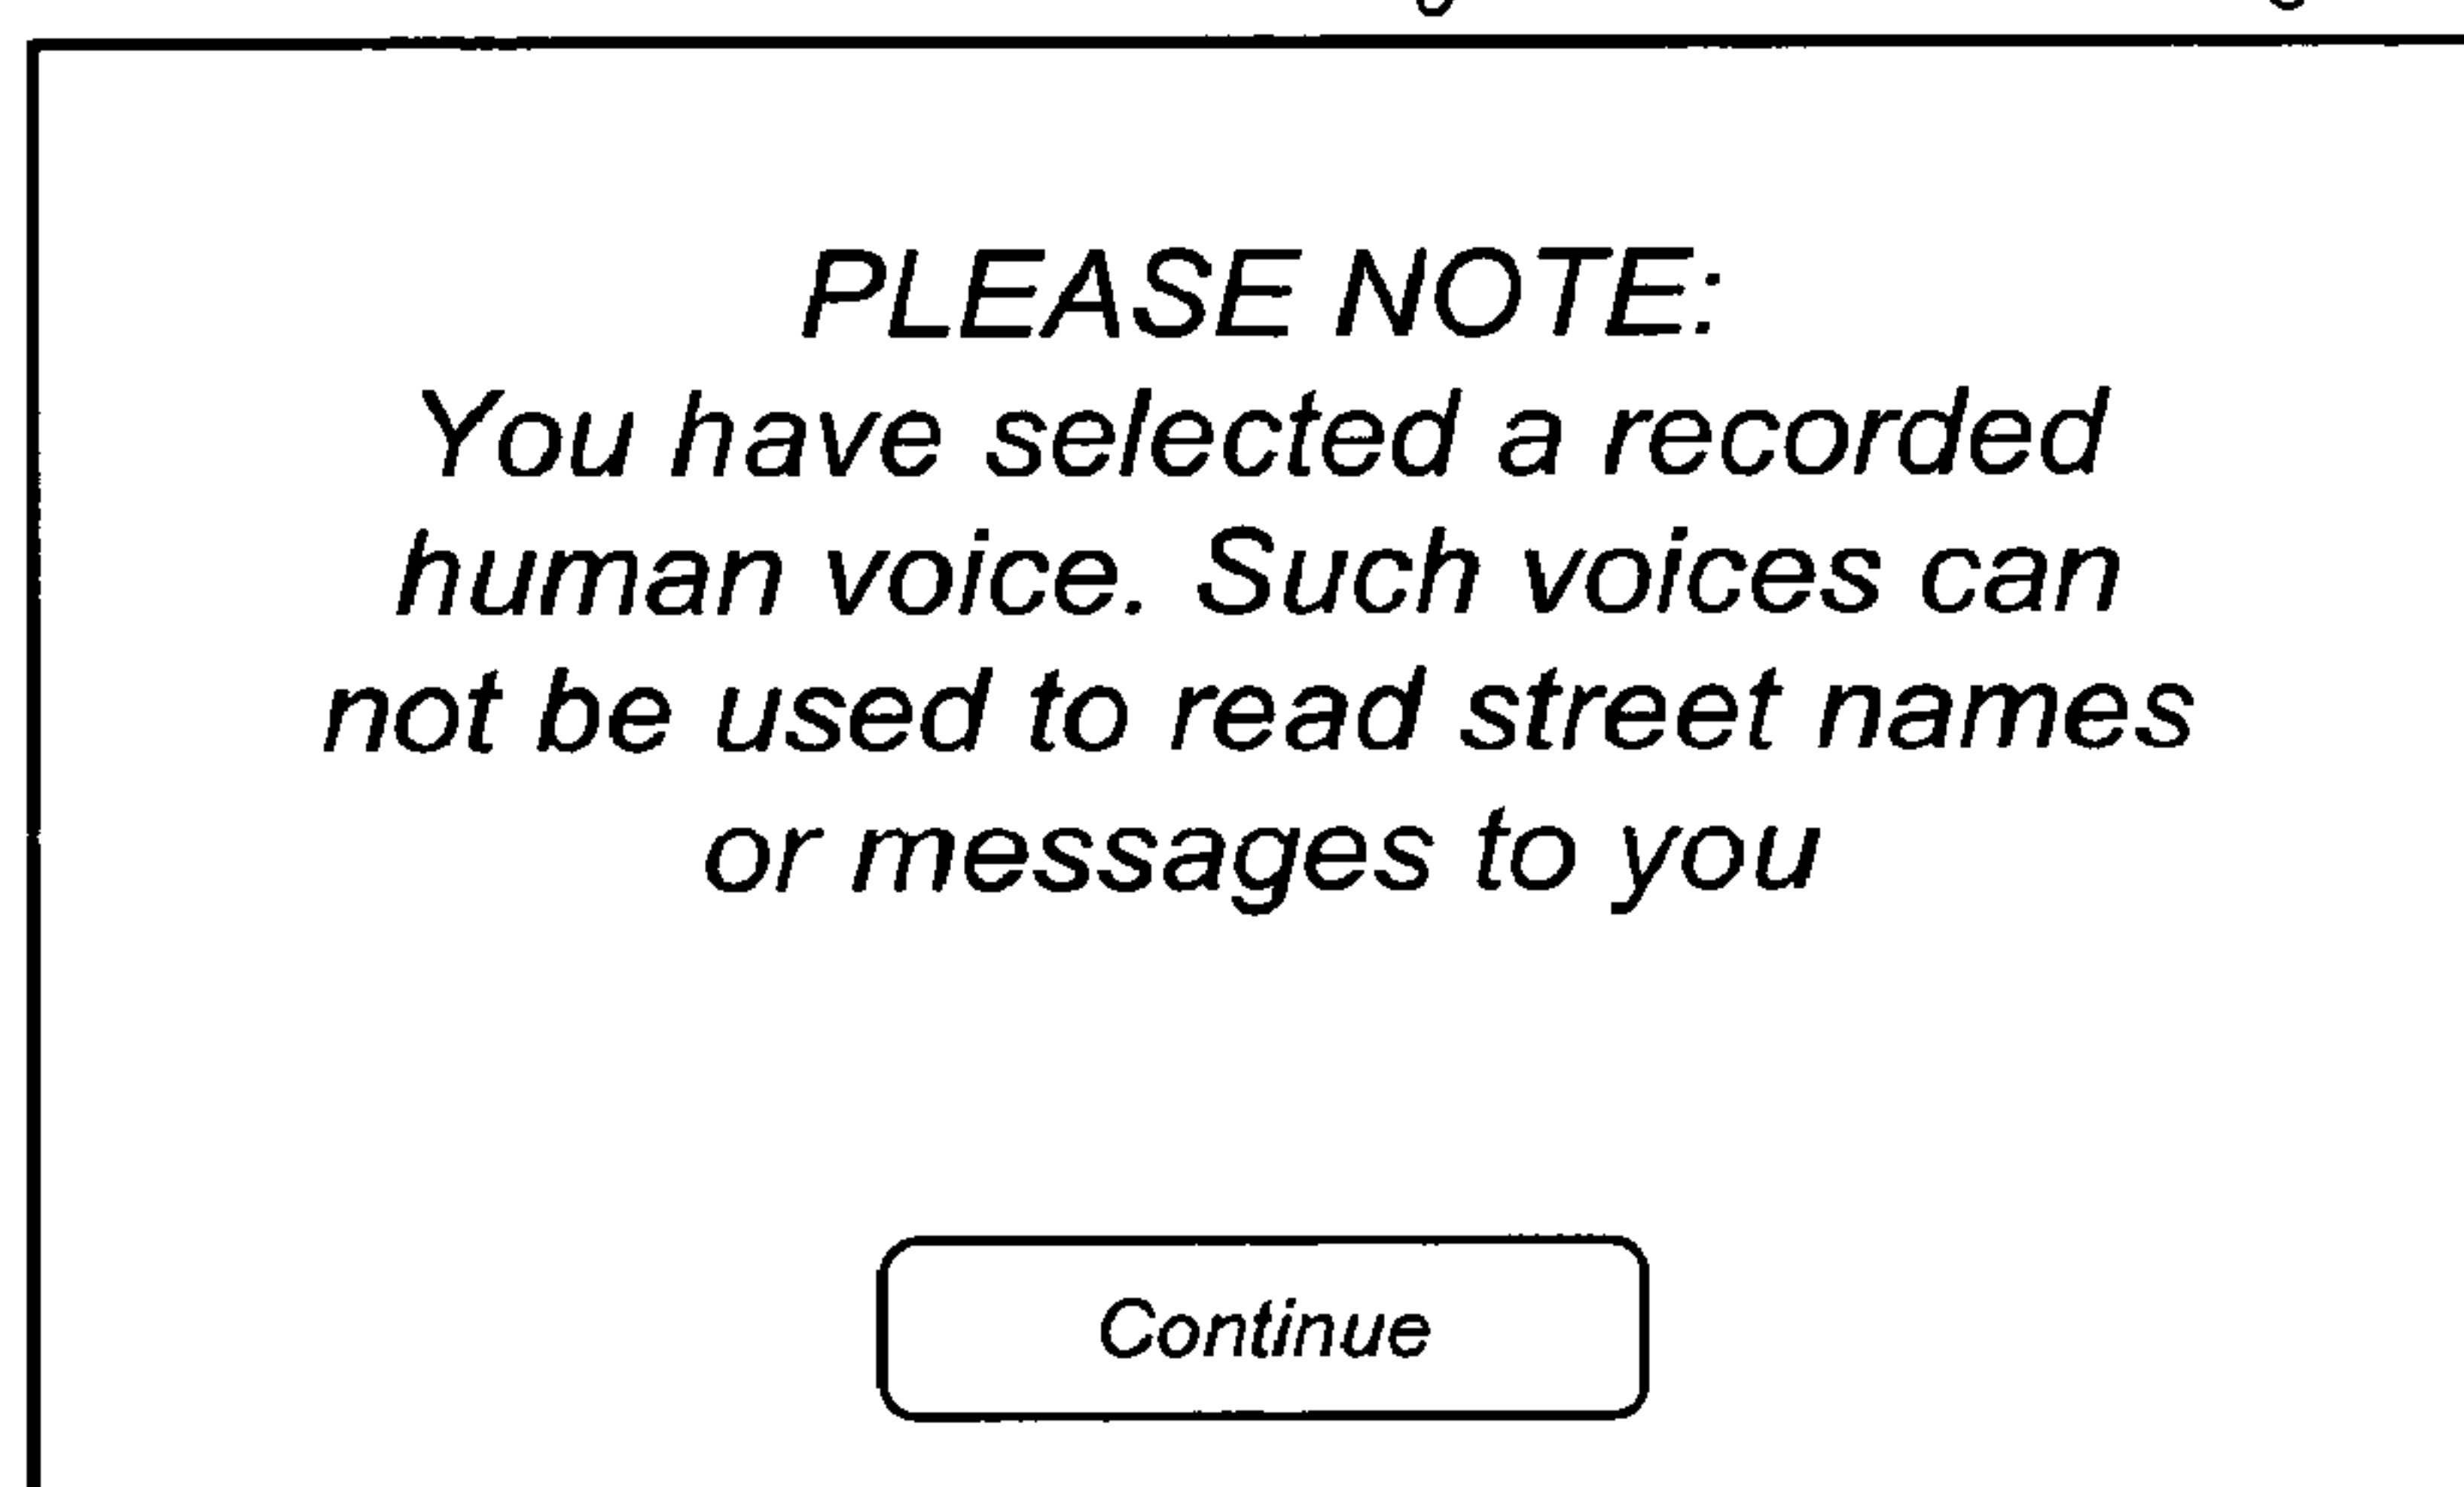 PLEASE NOTE:
You have selected a recorded
human voice. Such voices can
not be used to read street names
or messages to you
Continue